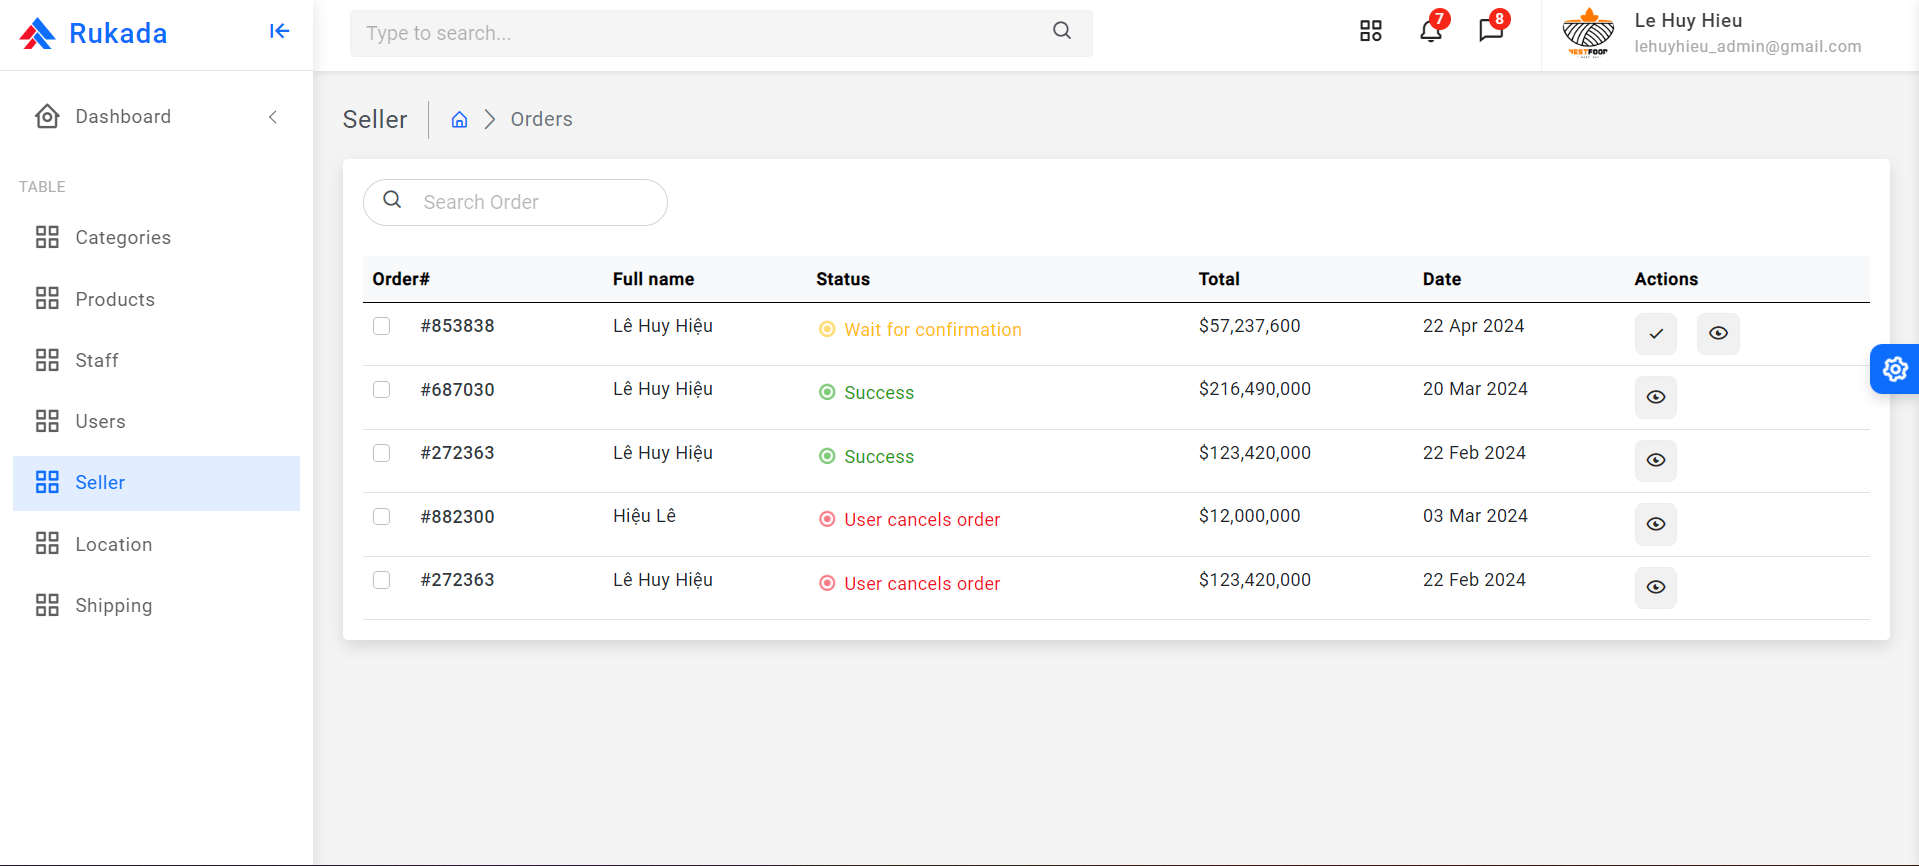 Rukada
Type to search...
7
8
Le Huy Hieu
lehuyhieu_admin@gmail.com
Dashboard
TABLE
Categories
Products
Staff
Users
Seller
Location
Shipping
Seller Orders
Search Order
Order# Full name Status Total Date Actions
#853838 Lê Huy Hiệu Wait for confirmation $57,237,600 22 Apr 2024
#687030 Lê Huy Hiệu Success $216,490,000 20 Mar 2024
#272363 Lê Huy Hiệu Success $123,420,000 22 Feb 2024
#882300 Hiệu Lê User cancels order $12,000,000 03 Mar 2024
#272363 Lê Huy Hiệu User cancels order $123,420,000 22 Feb 2024